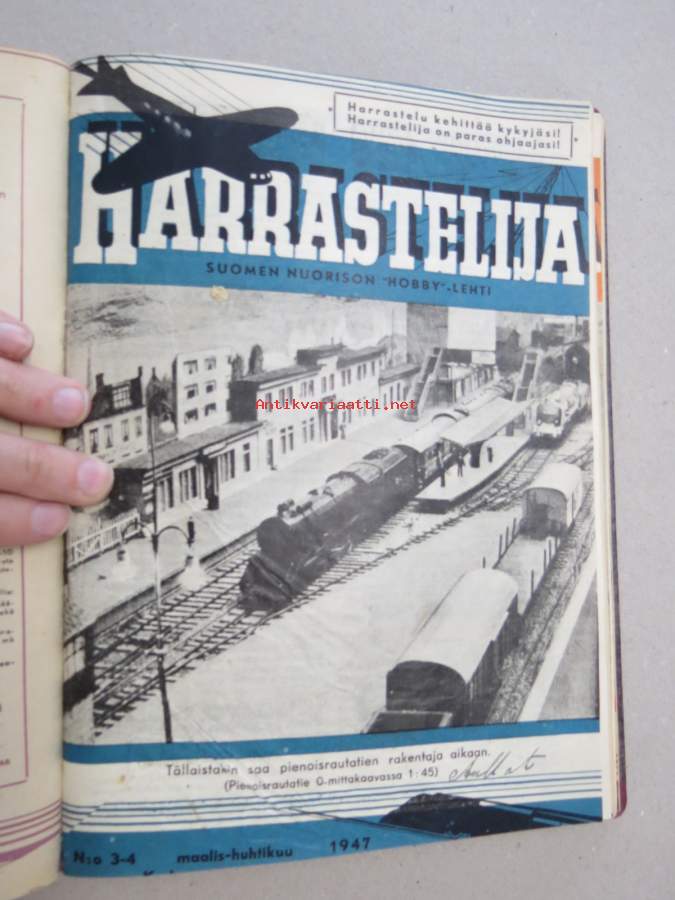 Harrastelu kehittää kykyjäsi!
Harrastelija on paras ohjaajasi!
HARRASTELIJA
SUOMEN NUORISON "HOBBY"-LEHTI
Antikvariaatti.net
Tällaistakin saa pienoisrautatien rakentaja aikaan.
(Pienoisrautatie 0-mittakaavassa 1:45)
N:o 3-4 maalis-huhtikuu 1947